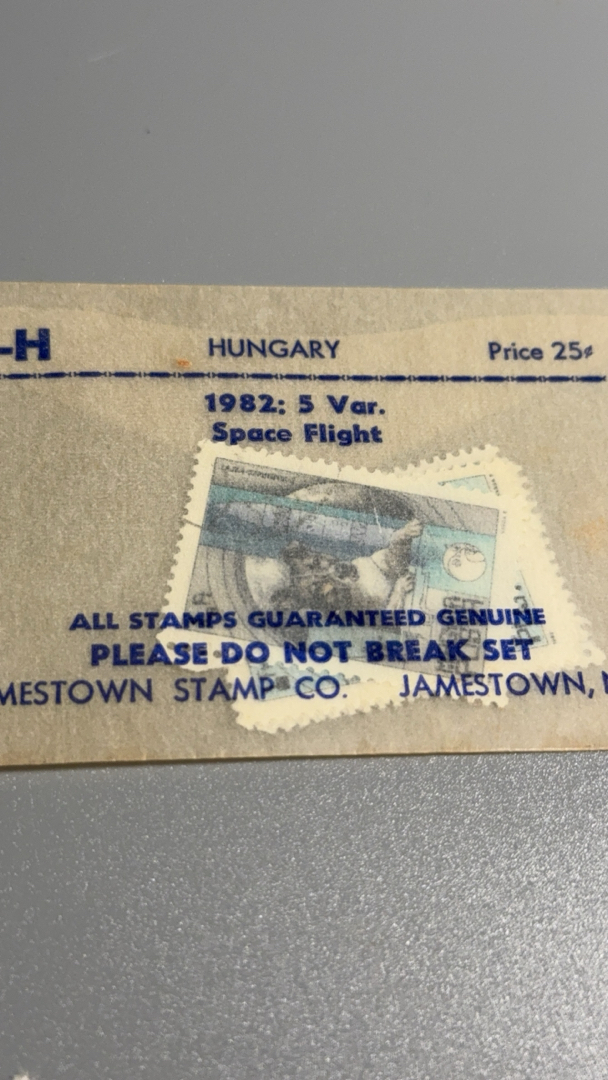 -H HUNGARY Price 25¢
1982: 5 Var.
Space Flight
ALL STAMPS GUARANTEED GENUINE
PLEASE DO NOT BREAK SET
MESTOWN STAMP CO. JAMESTOWN, N